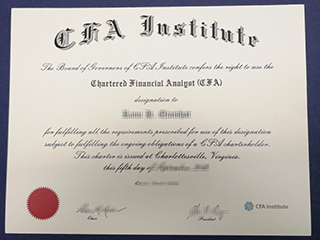 CFA Institute
The Board of Governors of CFA Institute confers the right to use the
Chartered Financial Analyst (CFA)
designation to
for fulfilling all the requirements prescribed for use of this designation
subject to fulfilling the ongoing obligations of a CFA charterholder.
This charter is issued at Charlottesville, Virginia.
this fifth day of
Chair
President
CFA Institute